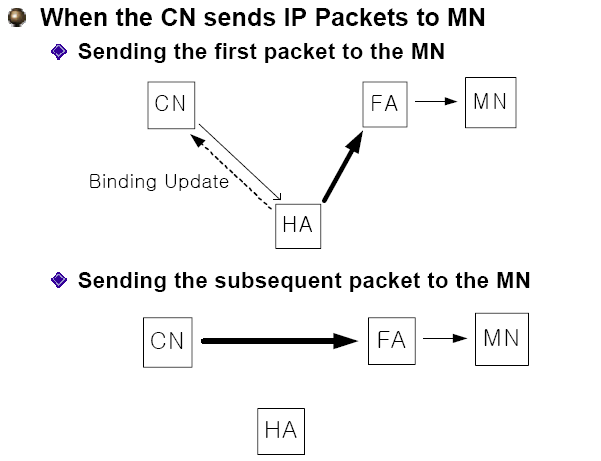 When the CN sends IP Packets to MN
Sending the first packet to the MN
CN
FA
MN
Binding Update
HA
Sending the subsequent packet to the MN
CN
FA
MN
HA